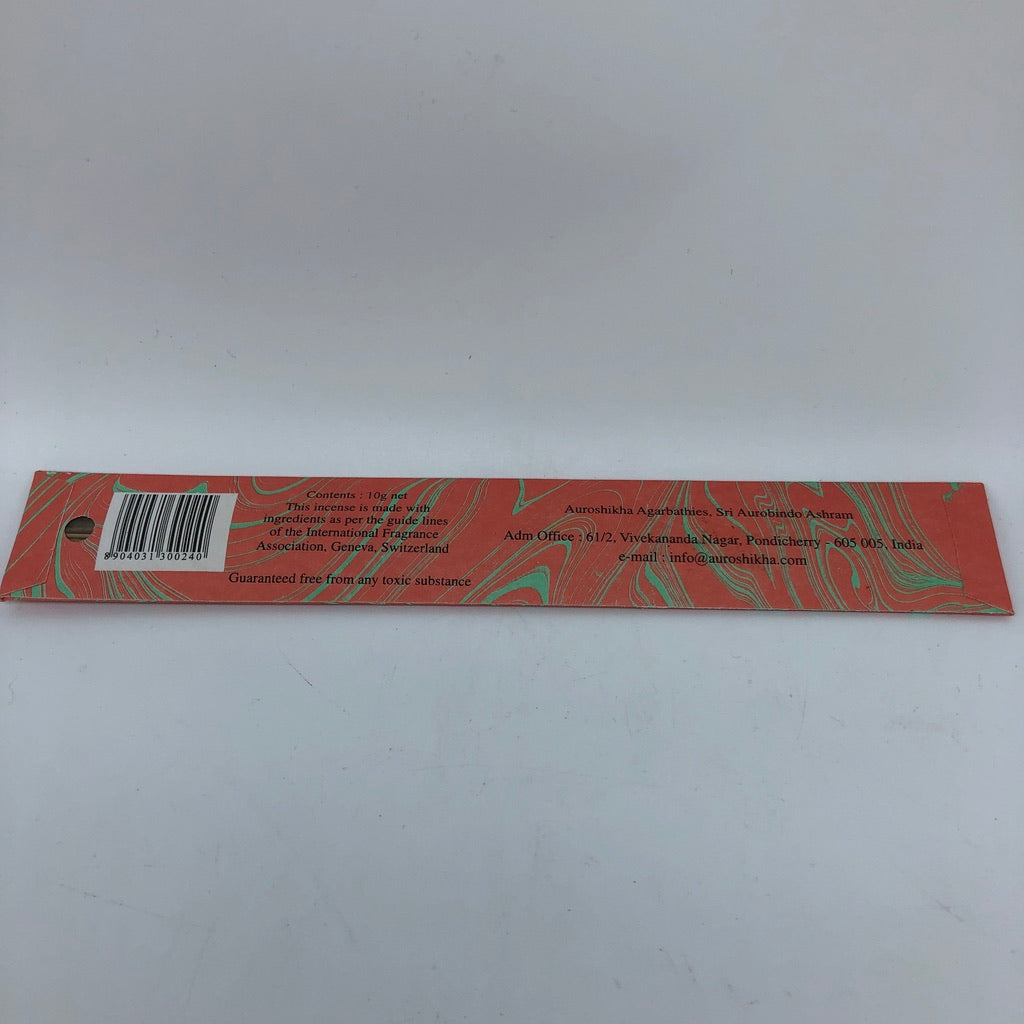 8904031300240
Contents : 10g net
This incense is made with
ingredients as per the guide lines
of the International Fragrance
Association, Geneva, Switzerland
Guaranteed free from any toxic substance
Auroshikha Agarbathies, Sri Aurobindo Ashram
Adm Office : 61/2, Vivekananda Nagar, Pondicherry - 605 005, India
e-mail : info@auroshikha.com